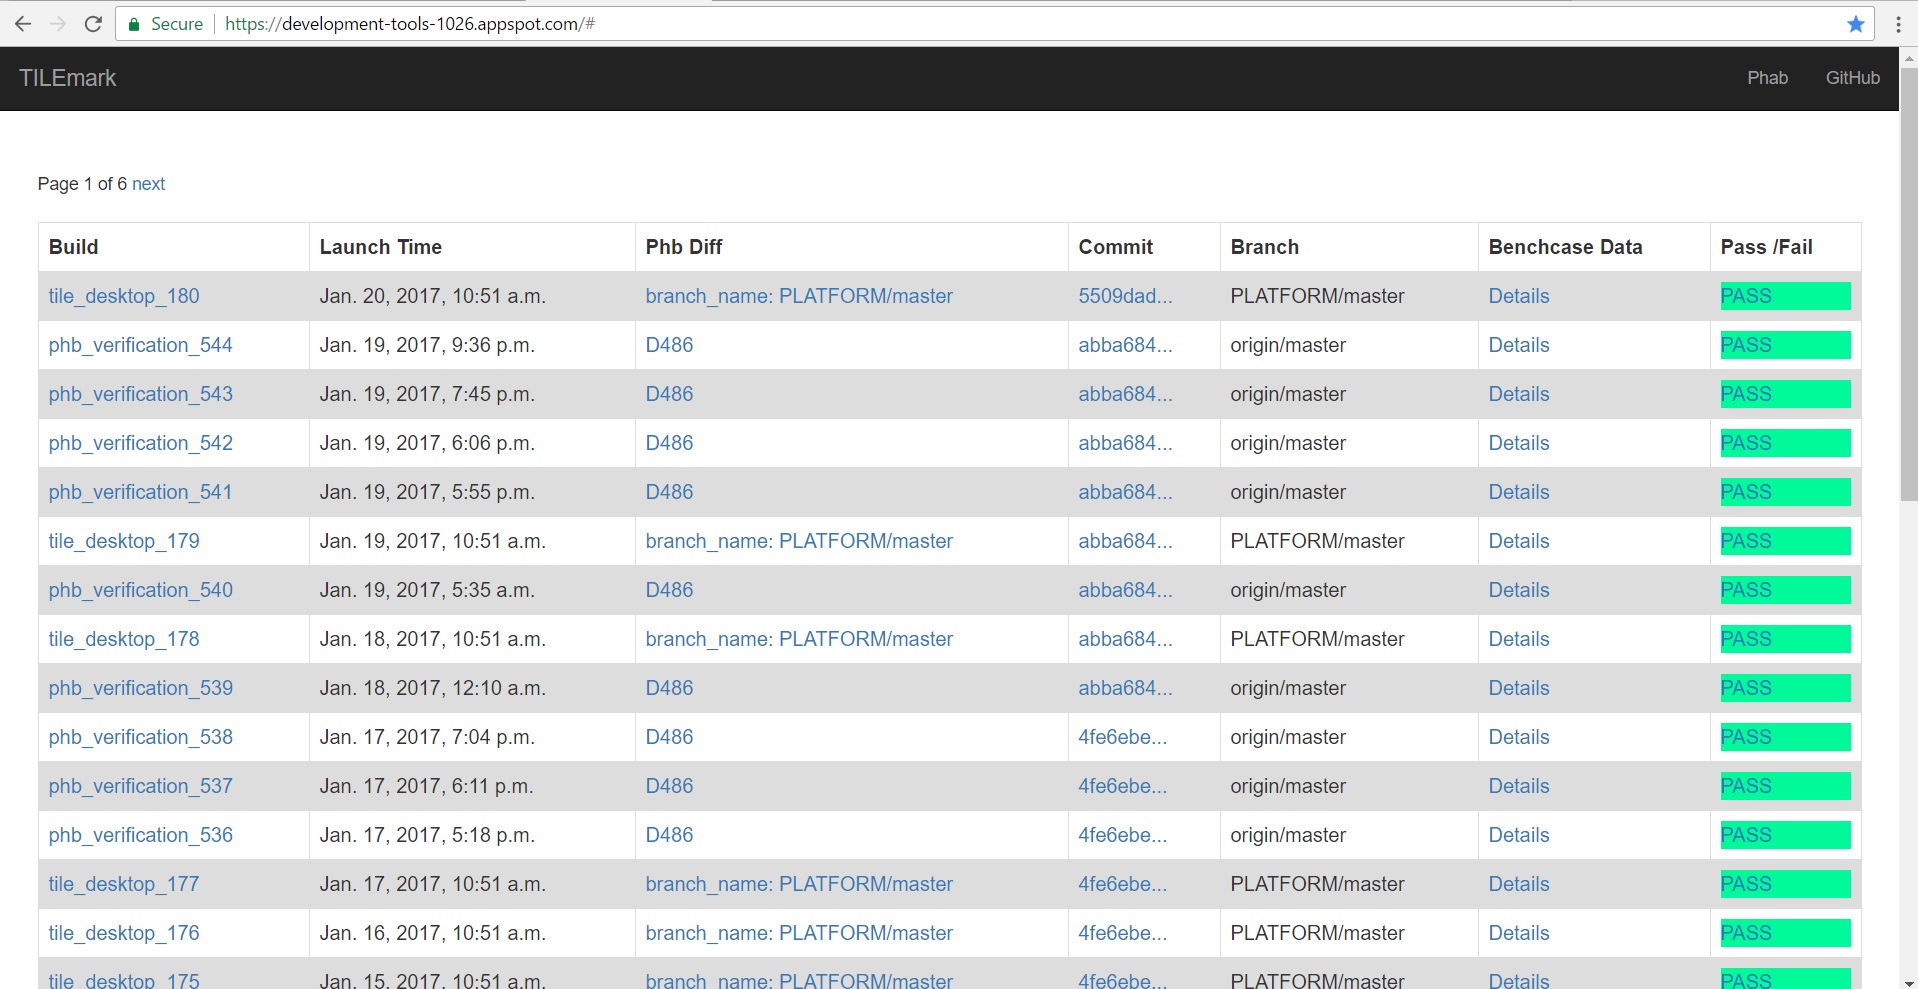 Secure https://development-tools-1026.appspot.com/#
TILEmark Phab GitHub
Page 1 of 6 next
Build Launch Time Phb Diff Commit Branch Benchcase Data Pass /Fail
tile_desktop_180 Jan. 20, 2017, 10:51 a.m. branch_name: PLATFORM/master 5509dad... PLATFORM/master Details PASS
phb_verification_544 Jan. 19, 2017, 9:36 p.m. D486 abba684... origin/master Details PASS
phb_verification_543 Jan. 19, 2017, 7:45 p.m. D486 abba684... origin/master Details PASS
phb_verification_542 Jan. 19, 2017, 6:06 p.m. D486 abba684... origin/master Details PASS
phb_verification_541 Jan. 19, 2017, 5:55 p.m. D486 abba684... origin/master Details PASS
tile_desktop_179 Jan. 19, 2017, 10:51 a.m. branch_name: PLATFORM/master abba684... PLATFORM/master Details PASS
phb_verification_540 Jan. 19, 2017, 5:35 a.m. D486 abba684... origin/master Details PASS
tile_desktop_178 Jan. 18, 2017, 10:51 a.m. branch_name: PLATFORM/master abba684... PLATFORM/master Details PASS
phb_verification_539 Jan. 18, 2017, 12:10 a.m. D486 abba684... origin/master Details PASS
phb_verification_538 Jan. 17, 2017, 7:04 p.m. D486 4fe6ebe... origin/master Details PASS
phb_verification_537 Jan. 17, 2017, 6:11 p.m. D486 4fe6ebe... origin/master Details PASS
phb_verification_536 Jan. 17, 2017, 5:18 p.m. D486 4fe6ebe... origin/master Details PASS
tile_desktop_177 Jan. 17, 2017, 10:51 a.m. branch_name: PLATFORM/master 4fe6ebe... PLATFORM/master Details PASS
tile_desktop_176 Jan. 16, 2017, 10:51 a.m. branch_name: PLATFORM/master 4fe6ebe... PLATFORM/master Details PASS
tile_desktop_175 Jan. 15, 2017, 10:51 a.m. branch_name: PLATFORM/master 4fe6ebe... PLATFORM/master Details PASS